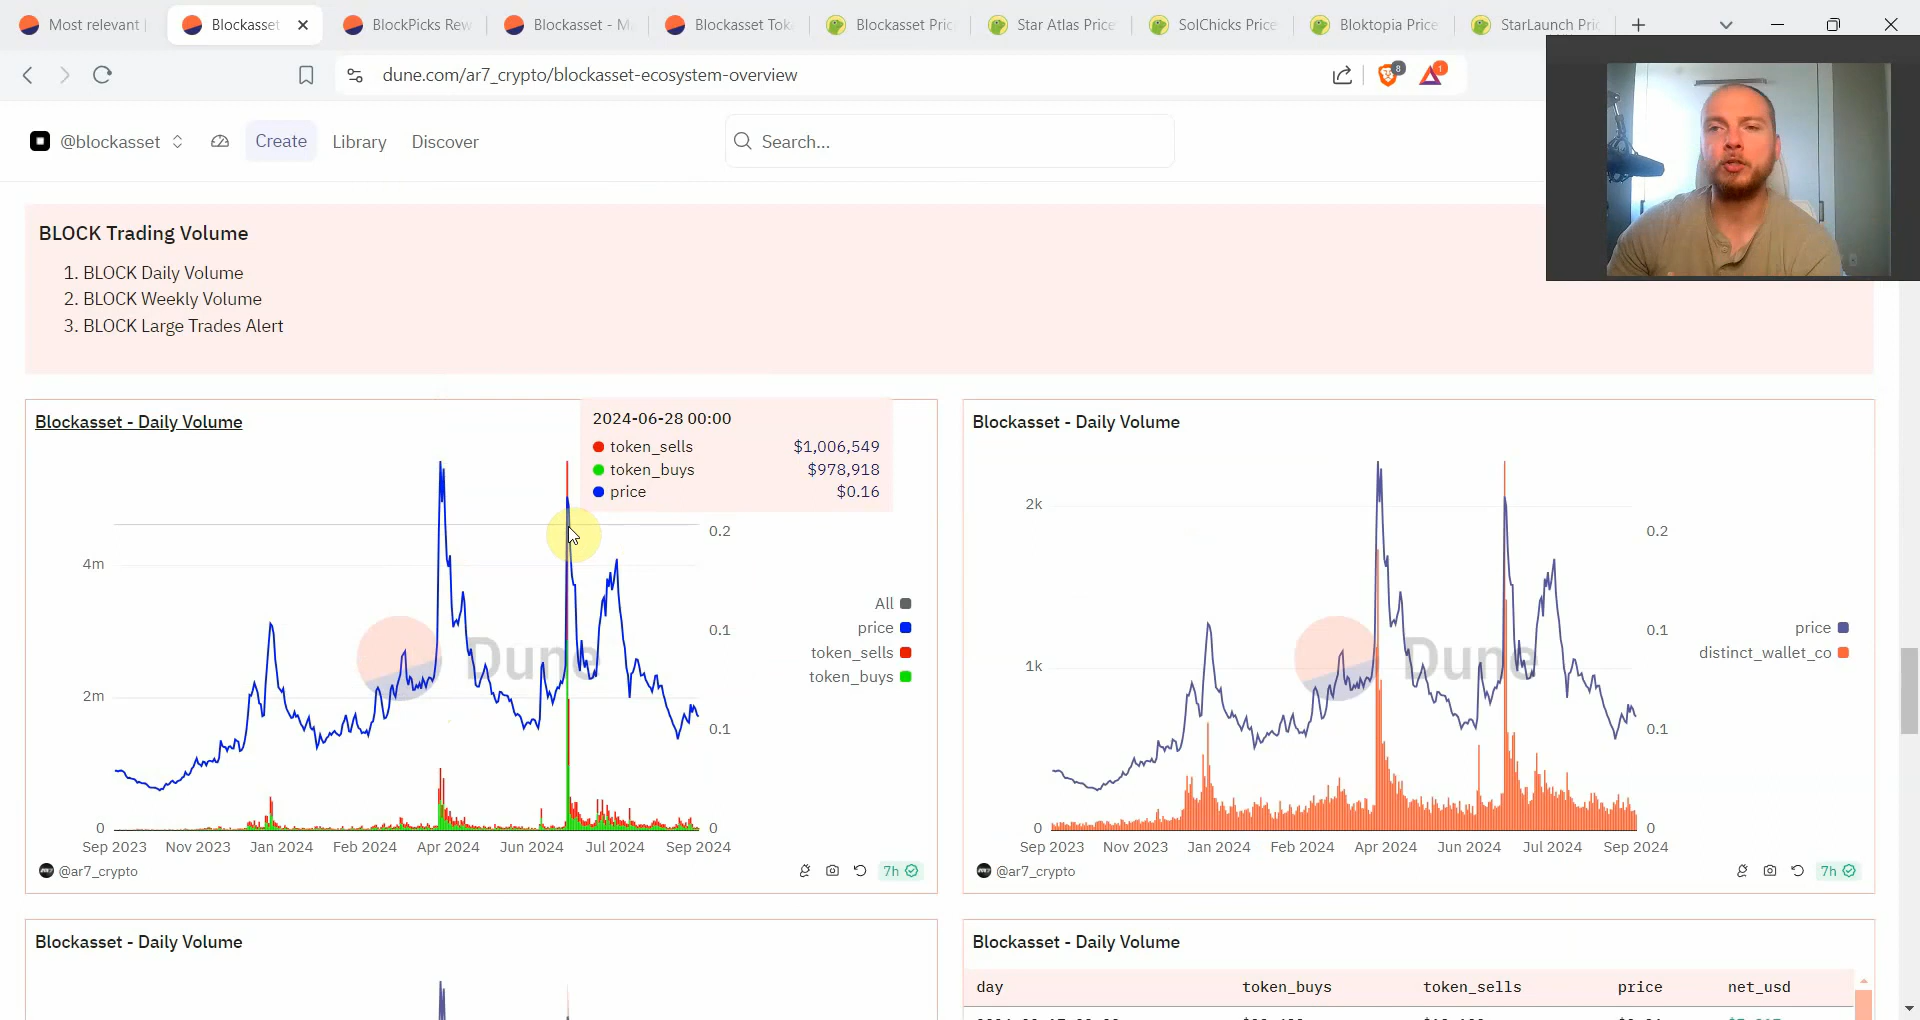 Most relevant
Blockasset
BlockPicks Rew
Blockasset - M
Blockasset Tok
Blockasset Pric
Star Atlas Price
SolChicks Price
Bloktopia Price
StarLaunch Pric
dune.com/ar7_crypto/blockasset-ecosystem-overview
8
1
@blockasset
Create
Library
Discover
Search...
BLOCK Trading Volume
1. BLOCK Daily Volume
2. BLOCK Weekly Volume
3. BLOCK Large Trades Alert
Blockasset - Daily Volume
2024-06-28 00:00
token_sells $1,006,549
token_buys $978,918
price $0.16
4m
2m
0
0.2
0.1
0.1
0
All
price
token_sells
token_buys
Dune
Sep 2023 Nov 2023 Jan 2024 Feb 2024 Apr 2024 Jun 2024 Jul 2024 Sep 2024
@ar7_crypto
7h
Blockasset - Daily Volume
2k
1k
0
0.2
0.1
0.1
0
price
distinct_wallet_co
Dune
Sep 2023 Nov 2023 Jan 2024 Feb 2024 Apr 2024 Jun 2024 Jul 2024 Sep 2024
@ar7_crypto
7h
Blockasset - Daily Volume
Blockasset - Daily Volume
day token_buys token_sells price net_usd